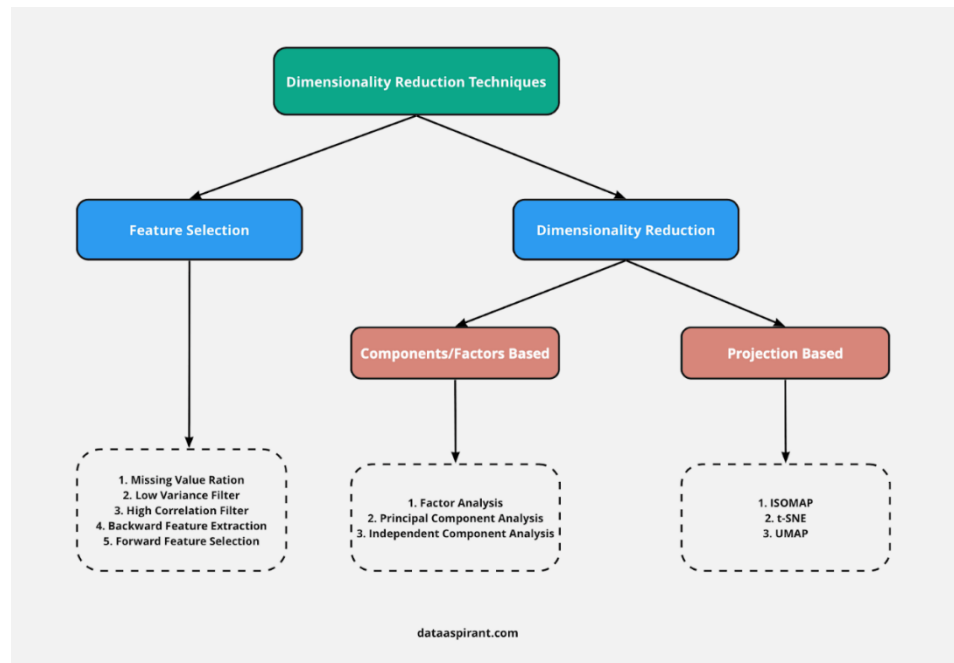 Dimensionality Reduction Techniques
Feature Selection
Dimensionality Reduction
Components/Factors Based
Projection Based
1. Missing Value Ration
2. Low Variance Filter
3. High Correlation Filter
4. Backward Feature Extraction
5. Forward Feature Selection
1. Factor Analysis
2. Principal Component Analysis
3. Independent Component Analysis
1. ISOMAP
2. t-SNE
3. UMAP
dataaspirant.com